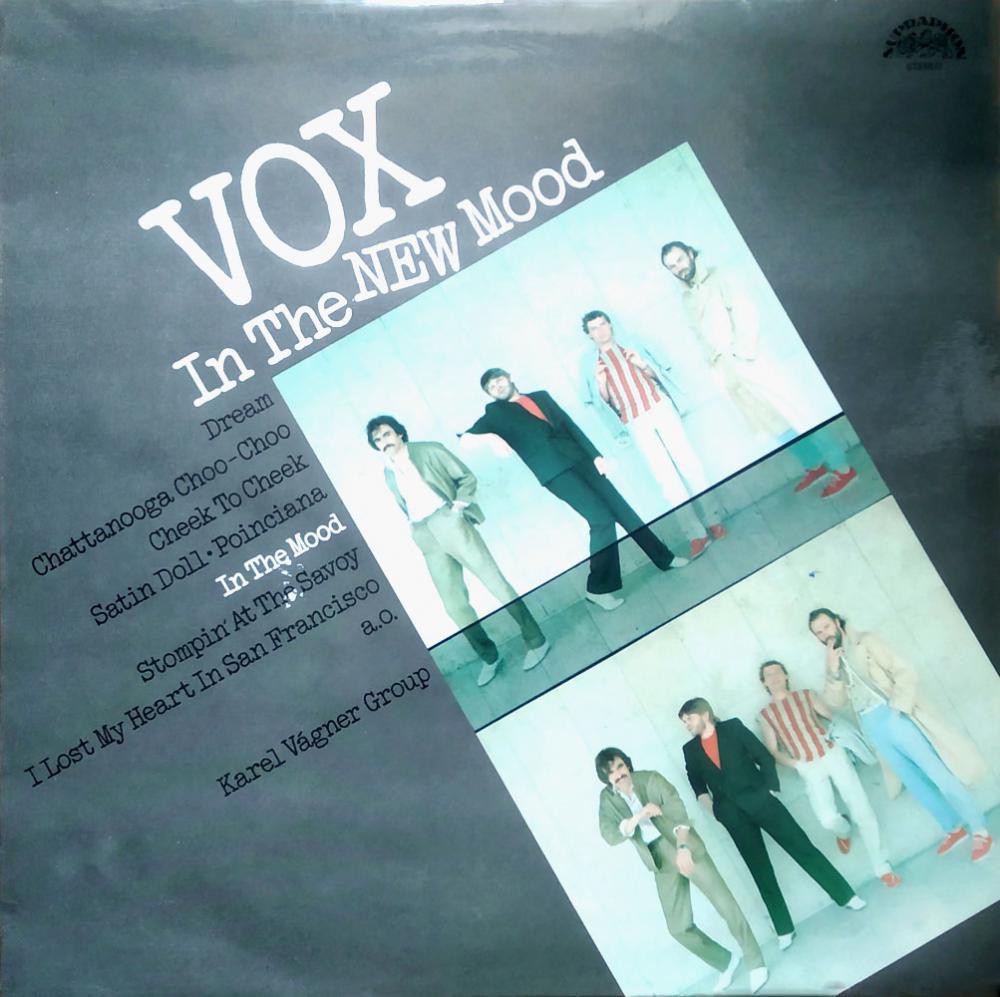 SUPRAPHON
STEREO
VOX
In The NEW Mood
Dream
Chattanooga Choo-Choo
Cheek To Cheek
Satin Doll • Poinciana
In The Mood
Stompin' At The Savoy
I Lost My Heart In San Francisco
a.o.
Karel Vágner Group